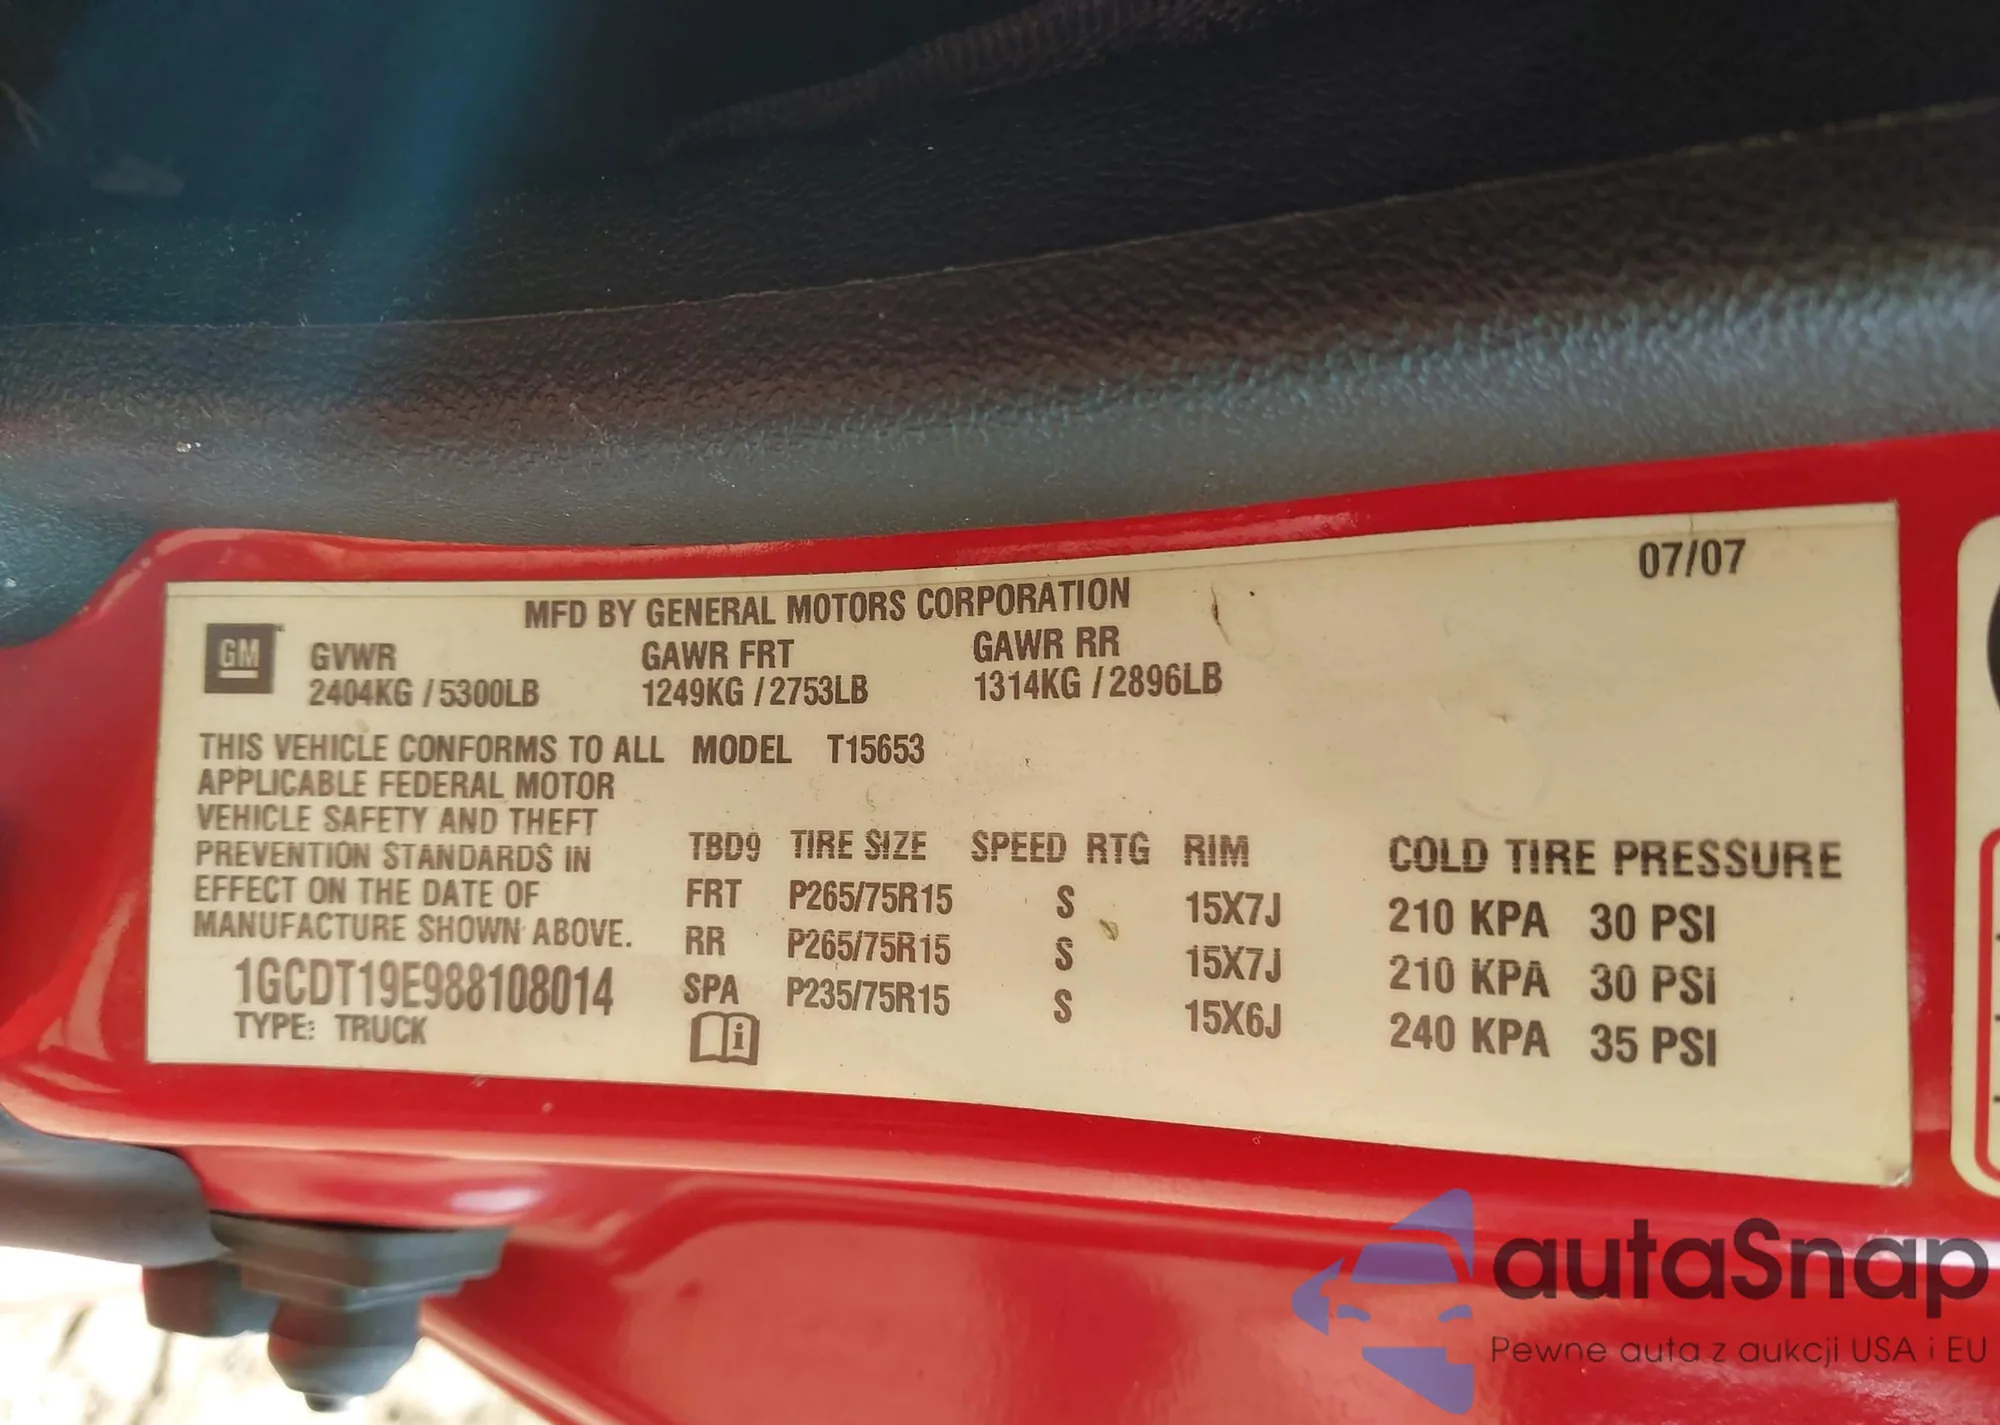 07/07
MFD BY GENERAL MOTORS CORPORATION
GM
GVWR GAWR FRT GAWR RR
2404KG / 5300LB 1249KG / 2753LB 1314KG / 2896LB
THIS VEHICLE CONFORMS TO ALL MODEL T15653
APPLICABLE FEDERAL MOTOR
VEHICLE SAFETY AND THEFT
PREVENTION STANDARDS IN
EFFECT ON THE DATE OF
MANUFACTURE SHOWN ABOVE.
1GCDT19E988108014
TYPE: TRUCK
TBD9 TIRE SIZE SPEED RTG RIM COLD TIRE PRESSURE
FRT P265/75R15 S 15X7J 210 KPA 30 PSI
RR P265/75R15 S 15X7J 210 KPA 30 PSI
SPA P235/75R15 S 15X6J 240 KPA 35 PSI
i
autaSnap
Pewne auta z aukcji USA i EU